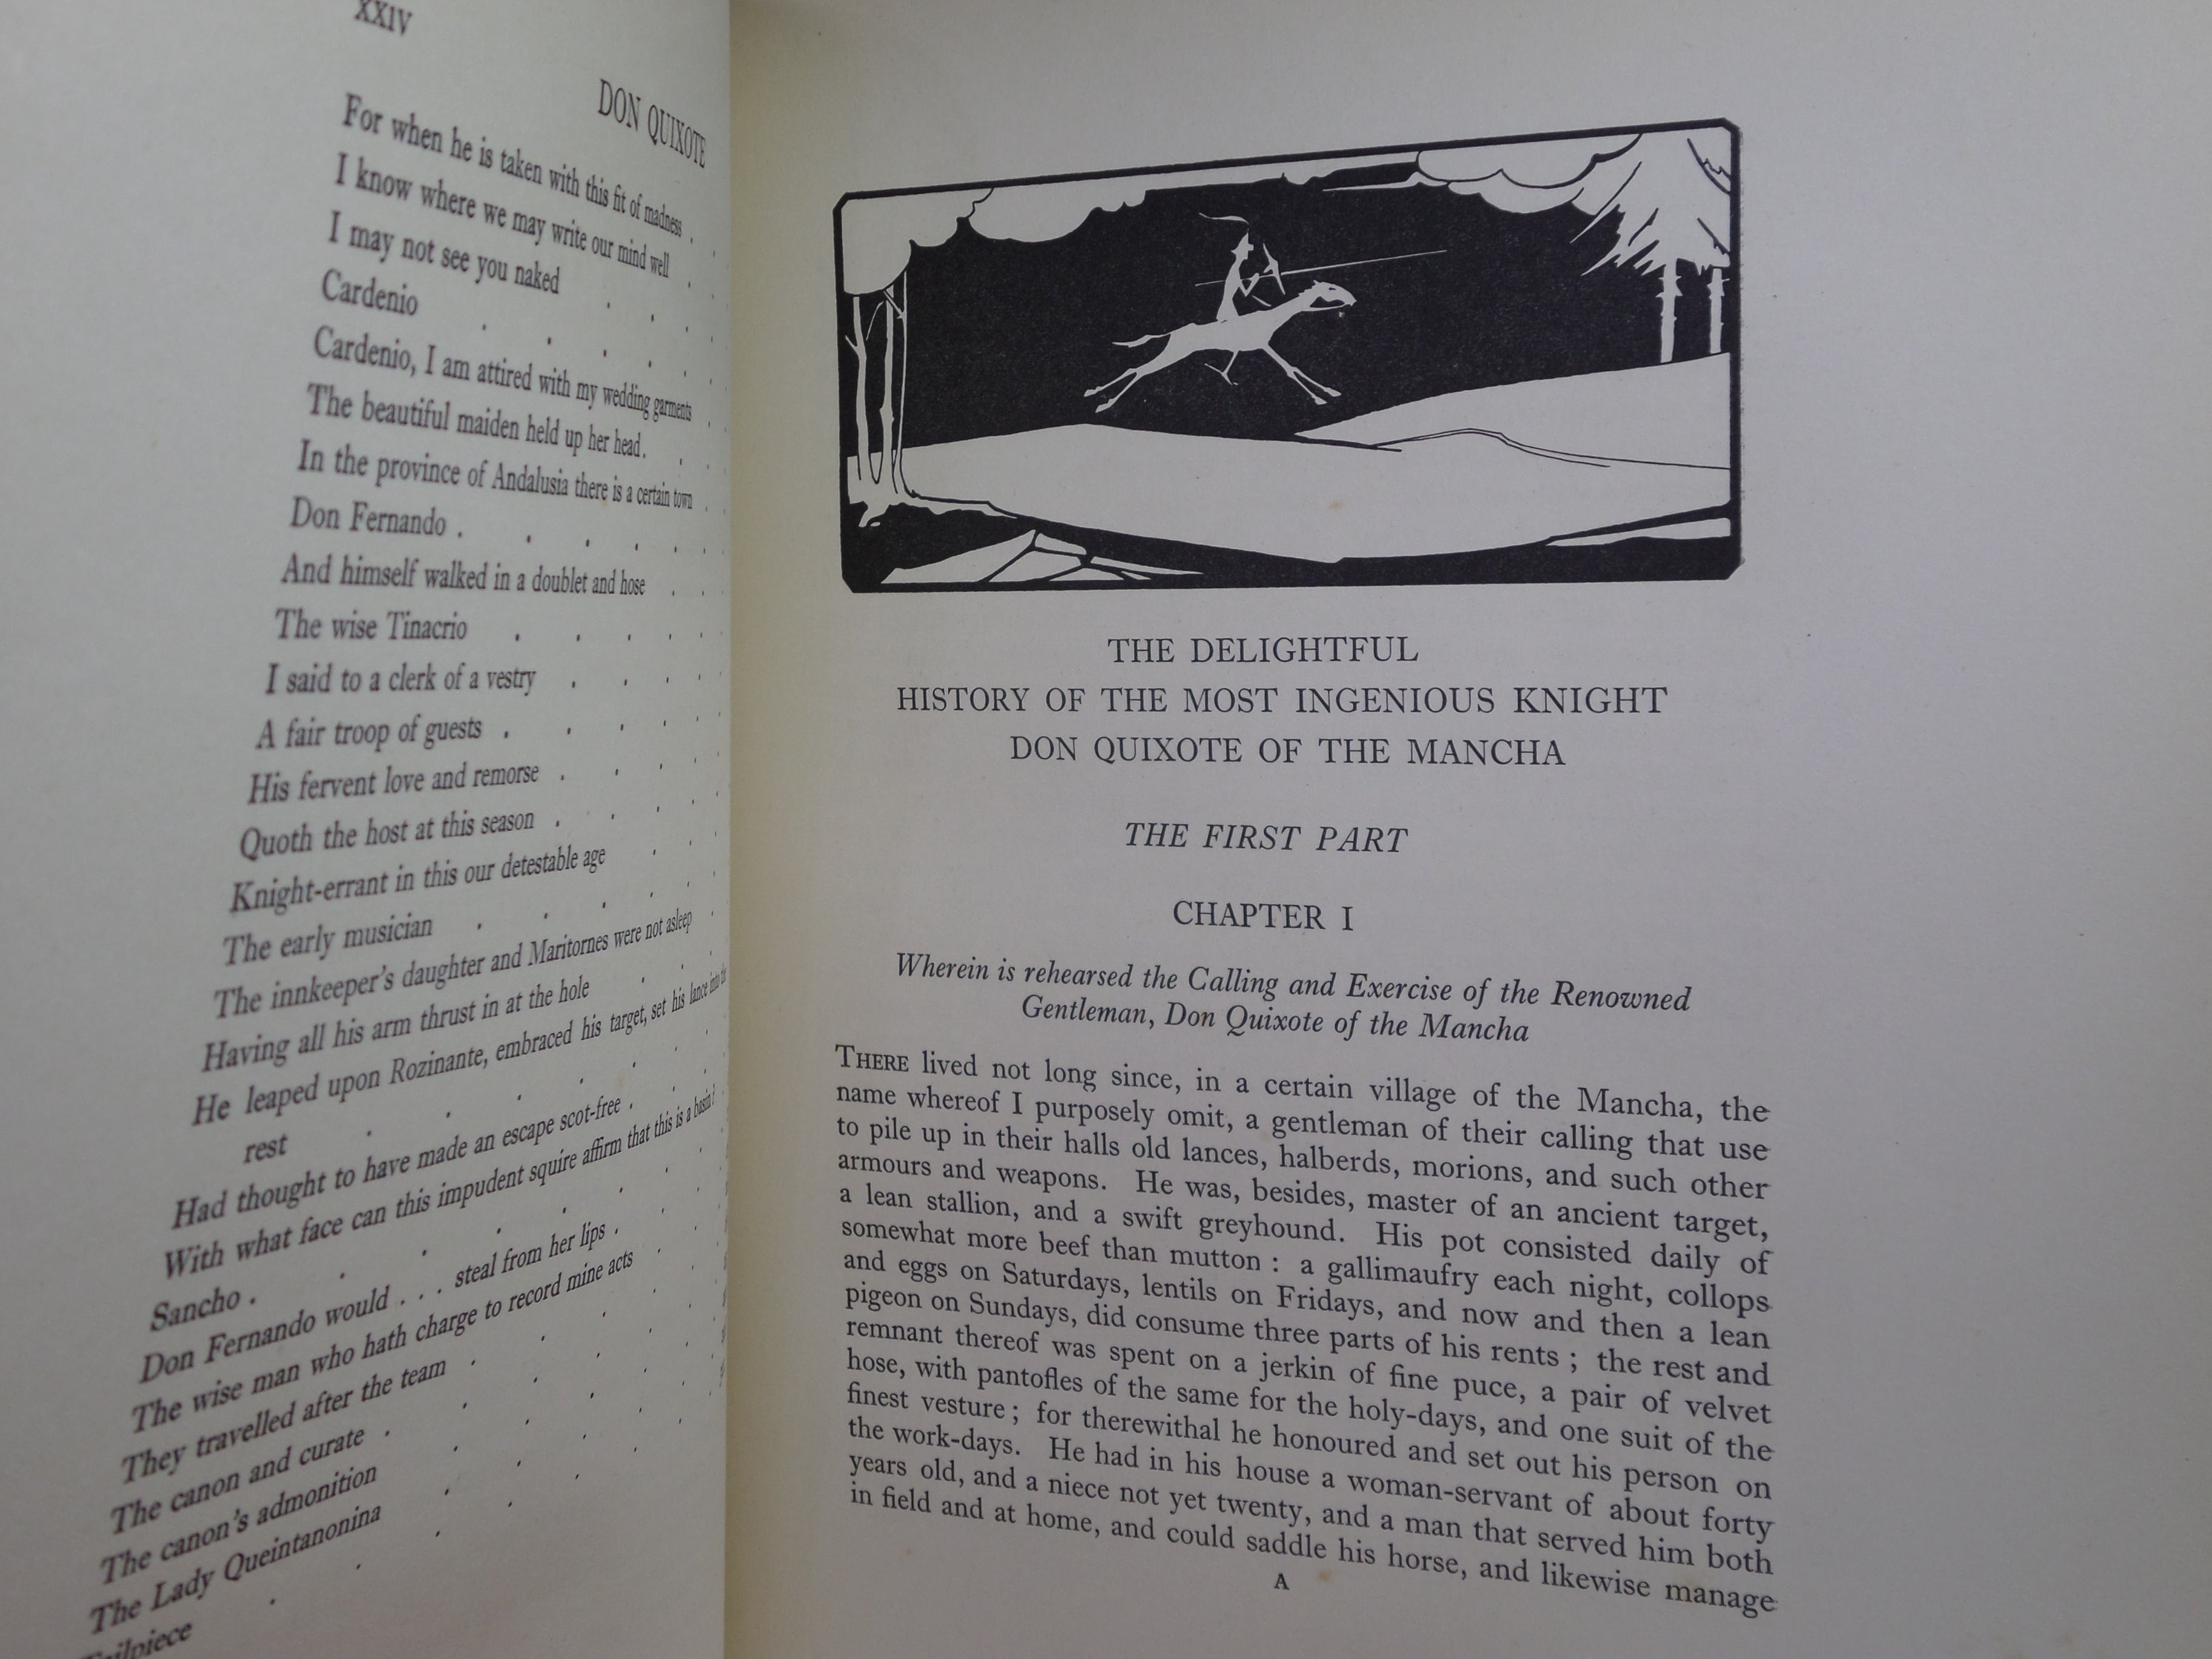 XXIV
DON QUIXOTE
For when he is taken with this fit of madness .
I know where we may write our mind well
I may not see you naked
Cardenio
Cardenio, I am attired with my wedding garments
The beautiful maiden held up her head.
In the province of Andalusia there is a certain town
Don Fernando .
And himself walked in a doublet and hose
The wise Tinacrio
I said to a clerk of a vestry
A fair troop of guests
His fervent love and remorse
Quoth the host at this season
Knight-errant in this our detestable age
The early musician
The innkeeper's daughter and Maritornes were not asleep
Having all his arm thrust in at the hole
He leaped upon Rozinante, embraced his target, set his lance into the
rest
Had thought to have made an escape scot-free .
With what face can this impudent squire affirm that this is a basin?
Sancho .
Don Fernando would . . . steal from her lips .
The wise man who hath charge to record mine acts
They travelled after the team
The canon and curate
The canon's admonition
The Lady Queintanonina
Tailpiece
THE DELIGHTFUL
HISTORY OF THE MOST INGENIOUS KNIGHT
DON QUIXOTE OF THE MANCHA
THE FIRST PART
CHAPTER I
Wherein is rehearsed the Calling and Exercise of the Renowned
Gentleman, Don Quixote of the Mancha
THERE lived not long since, in a certain village of the Mancha, the
name whereof I purposely omit, a gentleman of their calling that use
to pile up in their halls old lances, halberds, morions, and such other
armours and weapons. He was, besides, master of an ancient target,
a lean stallion, and a swift greyhound. His pot consisted daily of
somewhat more beef than mutton : a gallimaufry each night, collops
and eggs on Saturdays, lentils on Fridays, and now and then a lean
pigeon on Sundays, did consume three parts of his rents ; the rest and
remnant thereof was spent on a jerkin of fine puce, a pair of velvet
hose, with pantofles of the same for the holy-days, and one suit of the
finest vesture ; for therewithal he honoured and set out his person on
the work-days. He had in his house a woman-servant of about forty
years old, and a niece not yet twenty, and a man that served him both
in field and at home, and could saddle his horse, and likewise manage
A